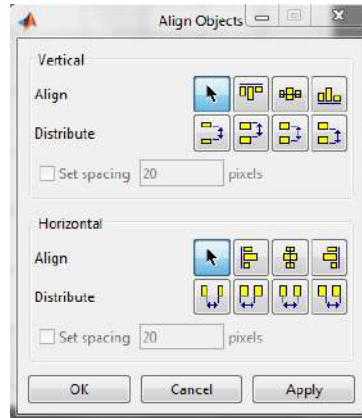 Align Objects
Vertical
Align
Distribute
Set spacing 20 pixels
Horizontal
Align
Distribute
Set spacing 20 pixels
OK Cancel Apply